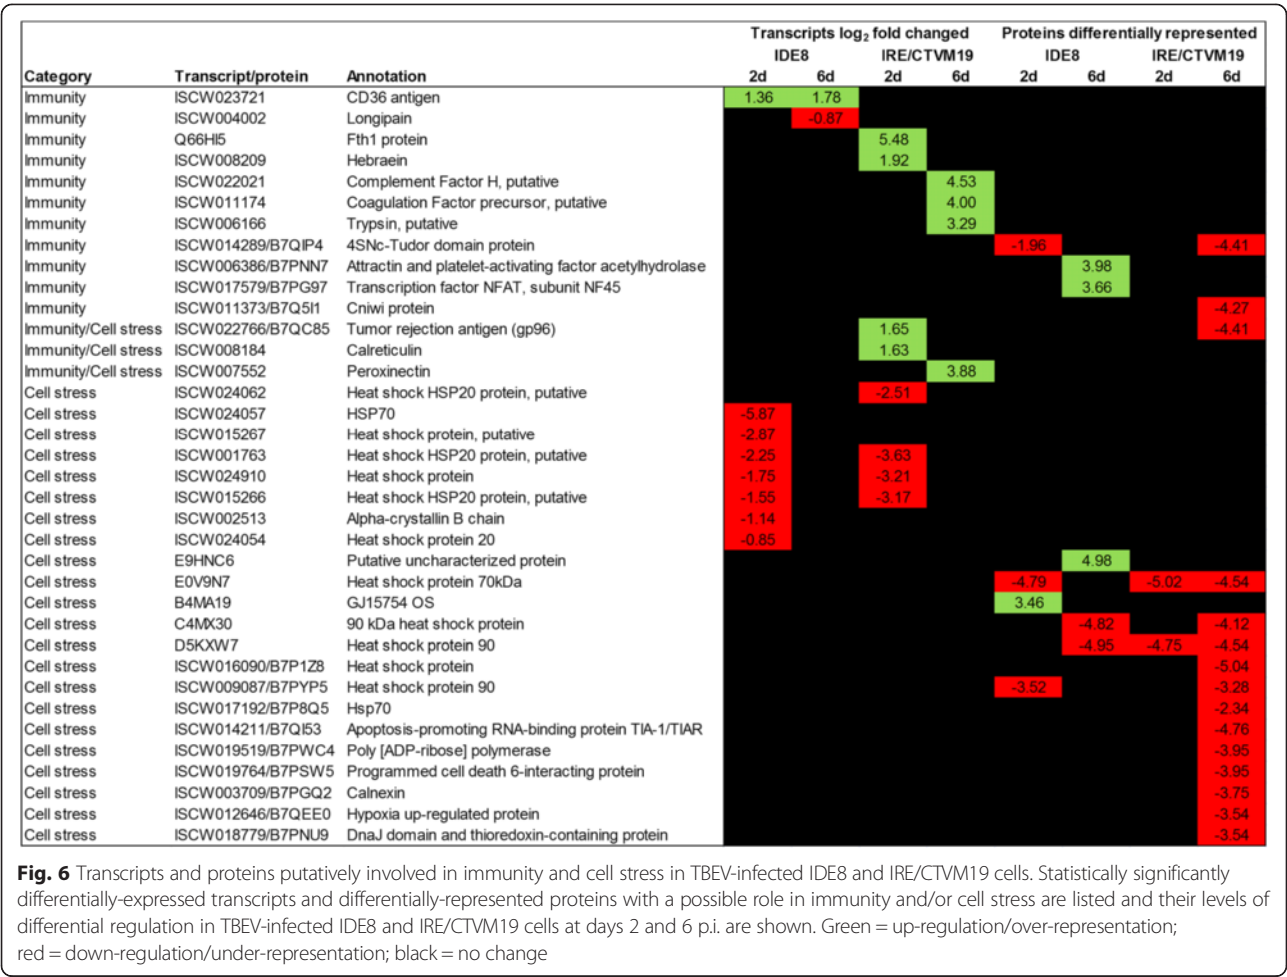 Transcripts log2 fold changed Proteins differentially represented
IDE8 IRE/CTVM19 IDE8 IRE/CTVM19
Category Transcript/protein Annotation 2d 6d 2d 6d 2d 6d 2d 6d
Immunity ISCW023721 CD36 antigen 1.36 1.78
Immunity ISCW004002 Longipain -0.87
Immunity Q66HI5 Fth1 protein 5.48
Immunity ISCW008209 Hebraein 1.92
Immunity ISCW022021 Complement Factor H, putative 4.53
Immunity ISCW011174 Coagulation Factor precursor, putative 4.00
Immunity ISCW006166 Trypsin, putative 3.29
Immunity ISCW014289/B7QIP4 4SNc-Tudor domain protein -1.96 -4.41
Immunity ISCW006386/B7PNN7 Attractin and platelet-activating factor acetylhydrolase 3.98
Immunity ISCW017579/B7PG97 Transcription factor NFAT, subunit NF45 3.66
Immunity ISCW011373/B7Q5I1 Cniwi protein -4.27
Immunity/Cell stress ISCW022766/B7QC85 Tumor rejection antigen (gp96) 1.65 -4.41
Immunity/Cell stress ISCW008184 Calreticulin 1.63
Immunity/Cell stress ISCW007552 Peroxinectin 3.88
Cell stress ISCW024062 Heat shock HSP20 protein, putative -2.51
Cell stress ISCW024057 HSP70 -5.87
Cell stress ISCW015267 Heat shock protein, putative -2.87
Cell stress ISCW001763 Heat shock HSP20 protein, putative -2.25 -3.63
Cell stress ISCW024910 Heat shock protein -1.75 -3.21
Cell stress ISCW015266 Heat shock HSP20 protein, putative -1.55 -3.17
Cell stress ISCW002513 Alpha-crystallin B chain -1.14
Cell stress ISCW024054 Heat shock protein 20 -0.85
Cell stress E9HNC6 Putative uncharacterized protein 4.98
Cell stress E0V9N7 Heat shock protein 70kDa -4.79 -5.02 -4.54
Cell stress B4MA19 GJ15754 OS 3.46
Cell stress C4MX30 90 kDa heat shock protein -4.82 -4.12
Cell stress D5KXW7 Heat shock protein 90 -4.95 -4.75 -4.54
Cell stress ISCW016090/B7P1Z8 Heat shock protein -5.04
Cell stress ISCW009087/B7PYP5 Heat shock protein 90 -3.52 -3.28
Cell stress ISCW017192/B7P8Q5 Hsp70 -2.34
Cell stress ISCW014211/B7QI53 Apoptosis-promoting RNA-binding protein TIA-1/TIAR -4.76
Cell stress ISCW019519/B7PWC4 Poly [ADP-ribose] polymerase -3.95
Cell stress ISCW019764/B7PSW5 Programmed cell death 6-interacting protein -3.95
Cell stress ISCW003709/B7PGQ2 Calnexin -3.75
Cell stress ISCW012646/B7QEE0 Hypoxia up-regulated protein -3.54
Cell stress ISCW018779/B7PNU9 DnaJ domain and thioredoxin-containing protein -3.54
Fig. 6 Transcripts and proteins putatively involved in immunity and cell stress in TBEV-infected IDE8 and IRE/CTVM19 cells. Statistically significantly
differentially-expressed transcripts and differentially-represented proteins with a possible role in immunity and/or cell stress are listed and their levels of
differential regulation in TBEV-infected IDE8 and IRE/CTVM19 cells at days 2 and 6 p.i. are shown. Green = up-regulation/over-representation;
red = down-regulation/under-representation; black = no change